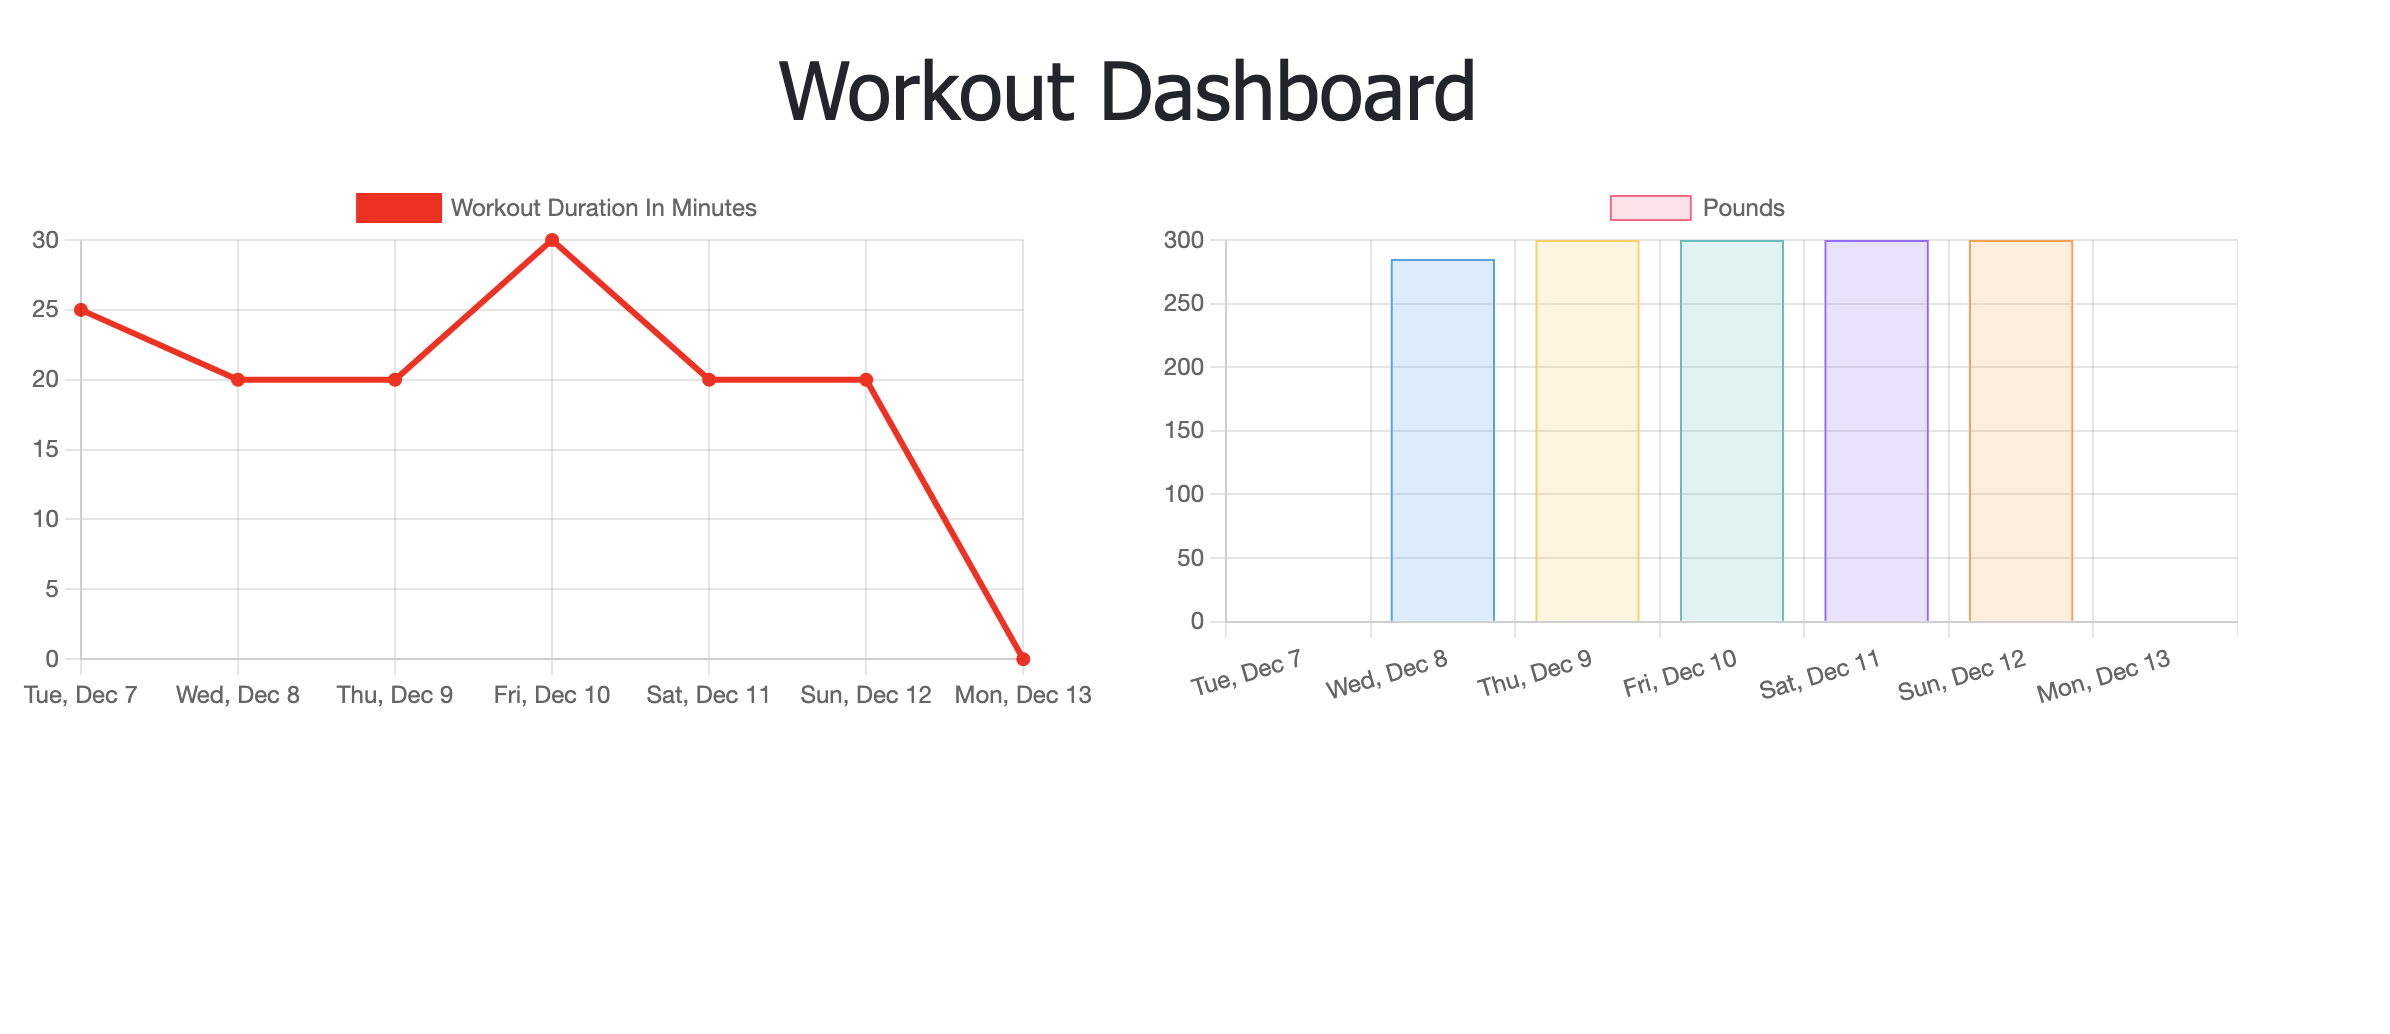 Workout Dashboard
Workout Duration In Minutes
30
25
20
15
10
5
0
Tue, Dec 7 Wed, Dec 8 Thu, Dec 9 Fri, Dec 10 Sat, Dec 11 Sun, Dec 12 Mon, Dec 13
Pounds
300
250
200
150
100
50
0
Tue, Dec 7 Wed, Dec 8 Thu, Dec 9 Fri, Dec 10 Sat, Dec 11 Sun, Dec 12 Mon, Dec 13